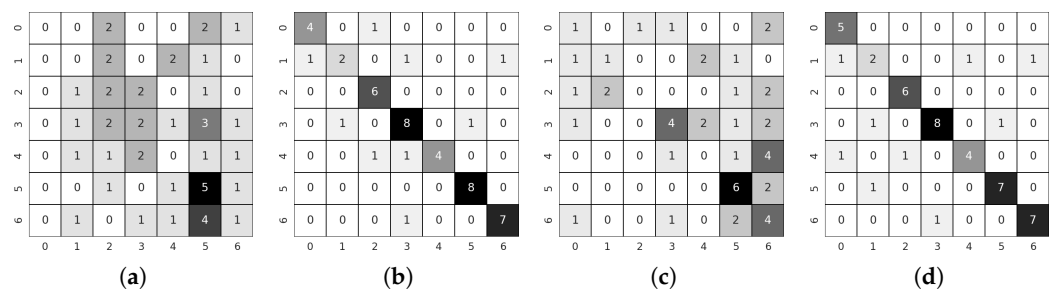 0 0 0 2 0 0 2 1 0 4 0 1 0 0 0 0 0 1 0 1 1 0 0 2 0 5 0 0 0 0 0 0
1 0 0 2 0 2 1 0 1 1 2 0 1 0 0 1 1 1 1 0 0 2 1 0 1 1 2 0 0 1 0 1
2 0 1 2 2 0 1 0 2 0 0 6 0 0 0 0 2 1 2 0 0 0 1 2 2 0 0 6 0 0 0 0
3 0 1 2 2 1 3 1 3 0 1 0 8 0 1 0 3 1 0 0 4 2 1 2 3 0 1 0 8 0 1 0
4 0 1 1 2 0 1 1 4 0 0 1 1 4 0 0 4 0 0 0 1 0 1 4 4 1 0 1 0 4 0 0
5 0 0 1 0 1 5 1 5 0 0 0 0 0 8 0 5 0 0 0 0 0 6 2 5 0 1 0 0 0 7 0
6 0 1 0 1 1 4 1 6 0 0 0 1 0 0 7 6 1 0 0 1 0 2 4 6 0 0 0 1 0 0 7
0 1 2 3 4 5 6 0 1 2 3 4 5 6 0 1 2 3 4 5 6 0 1 2 3 4 5 6
(a) (b) (c) (d)